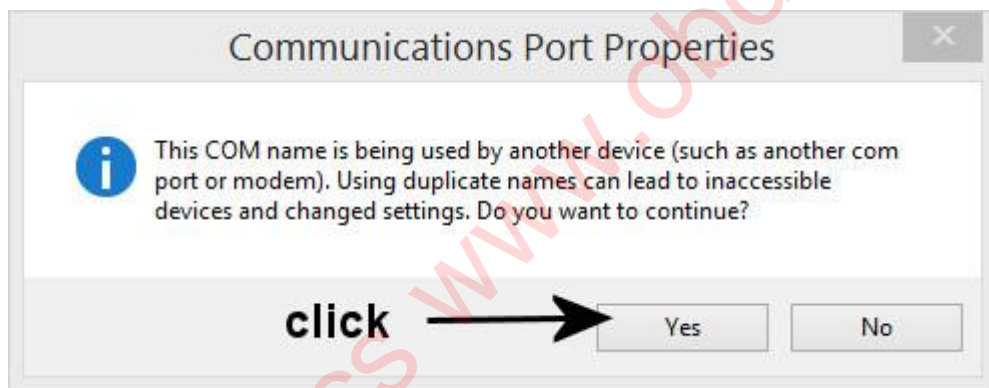 Communications Port Properties
This COM name is being used by another device (such as another com
port or modem). Using duplicate names can lead to inaccessible
devices and changed settings. Do you want to continue?
click
Yes
No